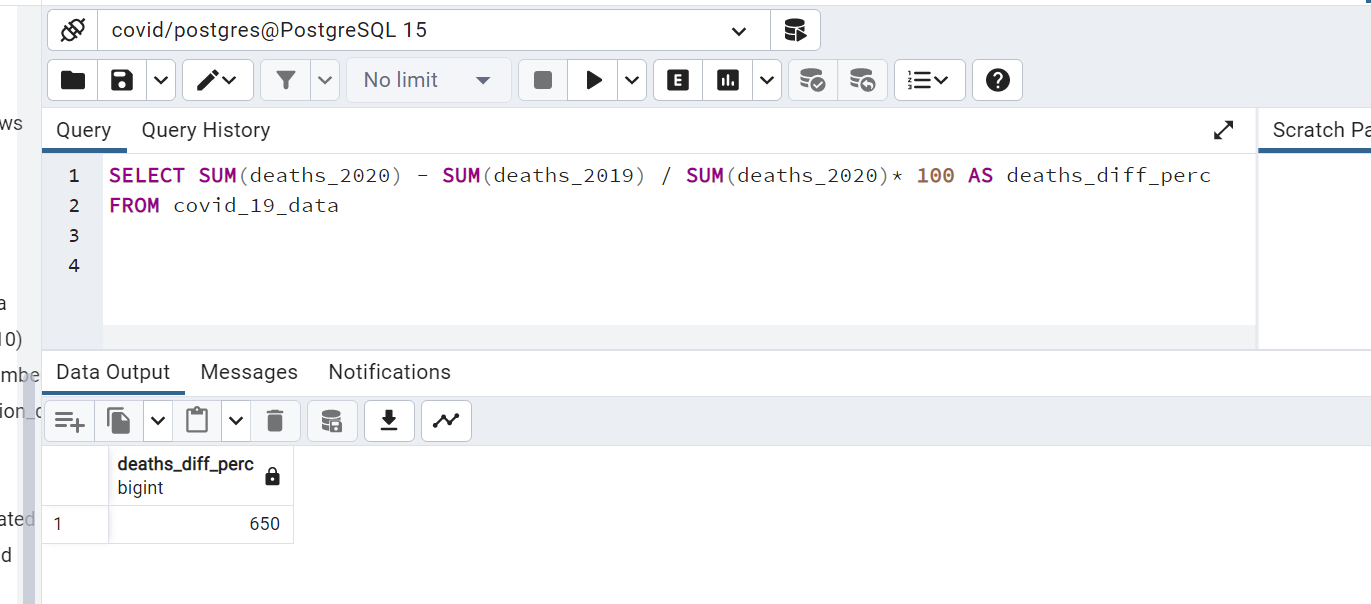 covid/postgres@PostgreSQL 15
No limit
E
ws
Query Query History
Scratch Pa
1 SELECT SUM(deaths_2020) - SUM(deaths_2019) / SUM(deaths_2020)* 100 AS deaths_diff_perc
2 FROM covid_19_data
3
4
a
10)
mbe
Data Output Messages Notifications
ion_c
deaths_diff_perc
bigint
ated
1 650
d